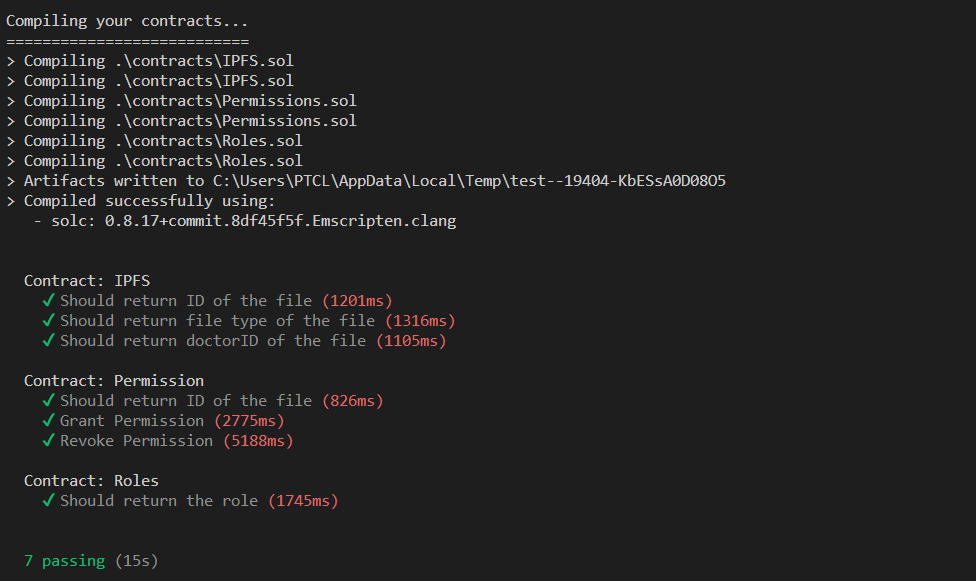 Compiling your contracts...
===========================
> Compiling .\contracts\IPFS.sol
> Compiling .\contracts\IPFS.sol
> Compiling .\contracts\Permissions.sol
> Compiling .\contracts\Permissions.sol
> Compiling .\contracts\Roles.sol
> Compiling .\contracts\Roles.sol
> Artifacts written to C:\Users\PTCL\AppData\Local\Temp\test--19404-KbESsA0D08O5
> Compiled successfully using:
- solc: 0.8.17+commit.8df45f5f.Emscripten.clang
Contract: IPFS
✓ Should return ID of the file (1201ms)
✓ Should return file type of the file (1316ms)
✓ Should return doctorID of the file (1105ms)
Contract: Permission
✓ Should return ID of the file (826ms)
✓ Grant Permission (2775ms)
✓ Revoke Permission (5188ms)
Contract: Roles
✓ Should return the role (1745ms)
7 passing (15s)